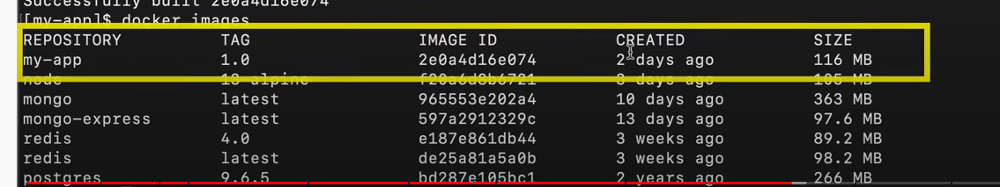 Successfully built 2e0a4d16e074
[my-app]$ docker images
REPOSITORY TAG IMAGE ID CREATED SIZE
my-app 1.0 2e0a4d16e074 2 days ago 116 MB
node 13-alpine f20a6d8b6721 3 days ago 105 MB
mongo latest 965553e202a4 10 days ago 363 MB
mongo-express latest 597a2912329c 13 days ago 97.6 MB
redis 4.0 e187e861db44 3 weeks ago 89.2 MB
redis latest de25a81a5a0b 3 weeks ago 98.2 MB
postgres 9.6.5 bd287e105bc1 2 years ago 266 MB